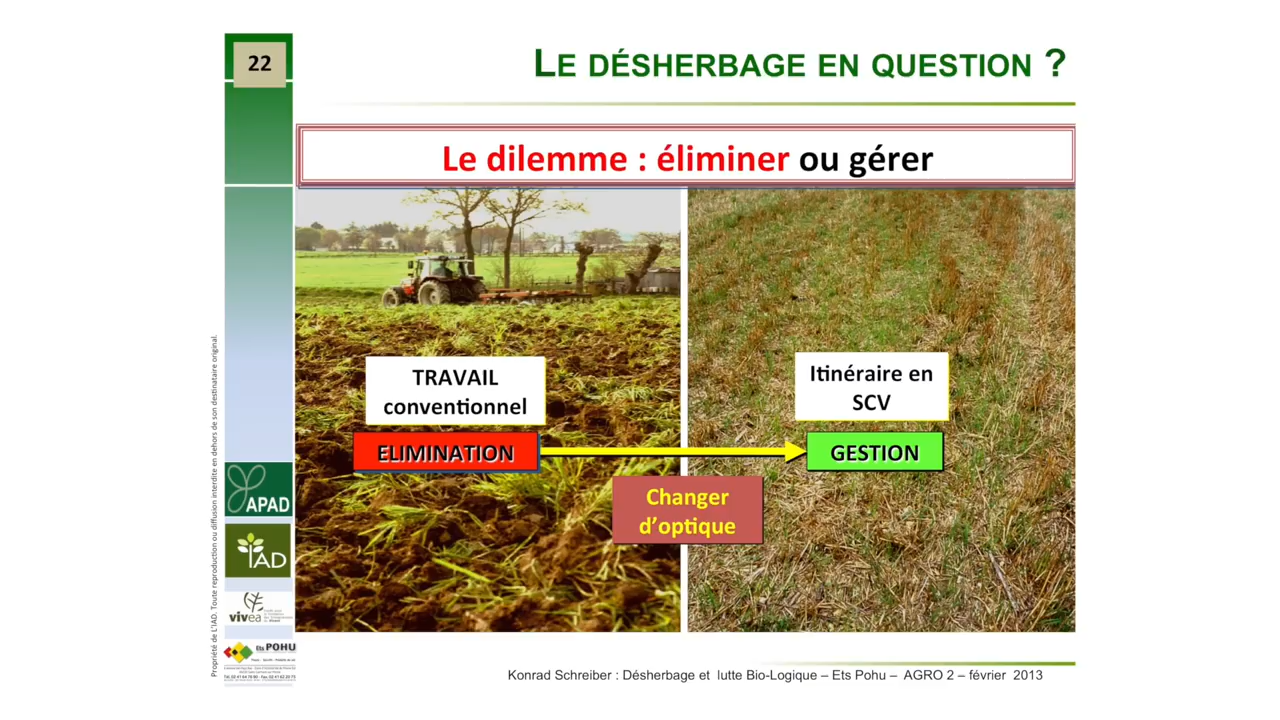 22
LE DÉSHERBAGE EN QUESTION ?
Le dilemme : éliminer ou gérer
TRAVAIL
conventionnel
ELIMINATION
Itinéraire en
SCV
GESTION
Changer
d'optique
Propriété de L'IAD. Toute reproduction ou diffusion interdite en dehors de son destinataire original.
APAD
IAD
vivea
Ets POHU
Konrad Schreiber : Désherbage et lutte Bio-Logique – Ets Pohu – AGRO 2 – février 2013